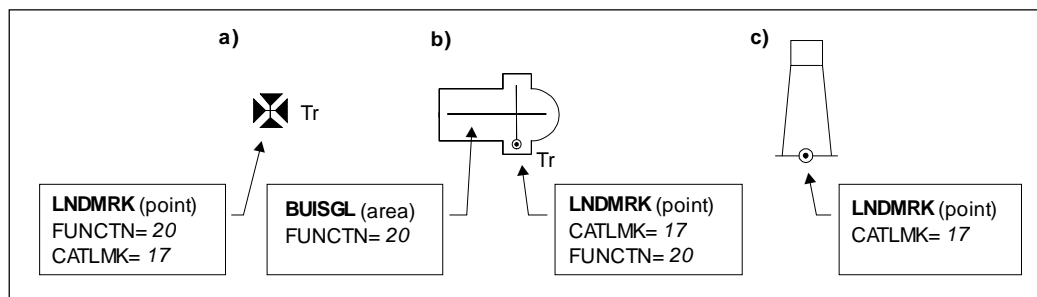 a)
Tr
LNDMRK (point)
FUNCTN= 20
CATLMK= 17
b)
Tr
BUISGL (area)
FUNCTN= 20
LNDMRK (point)
CATLMK= 17
FUNCTN= 20
c)
LNDMRK (point)
CATLMK= 17